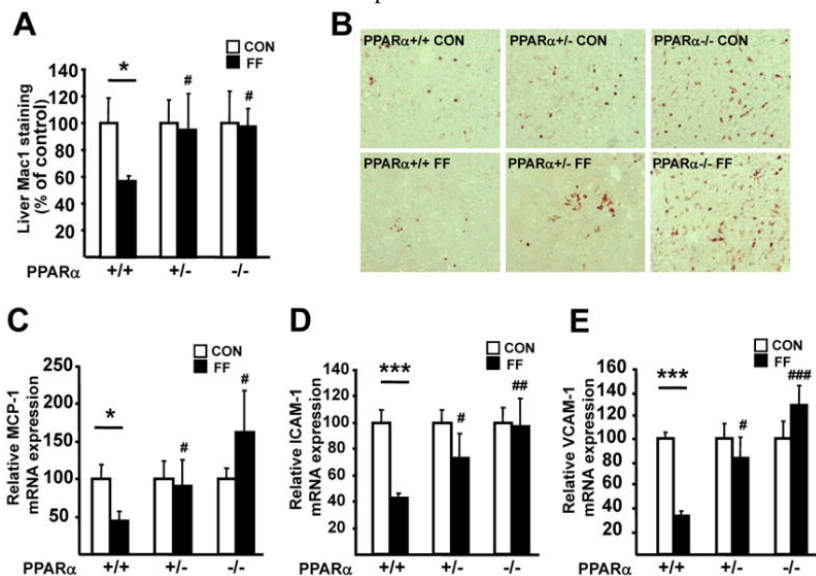 A
CON
FF
140
120
100
80
60
40
20
Liver Mac1 staining
(% of control)
*
#
#
PPARα
+/+
+/-
-/-
B
PPARα+/+ CON
PPARα+/- CON
PPARα-/- CON
PPARα+/+ FF
PPARα+/- FF
PPARα-/- FF
C
CON
FF
250
200
150
100
50
Relative MCP-1
mRNA expression
*
#
#
PPARα
+/+
+/-
-/-
D
CON
FF
140
120
100
80
60
40
20
Relative ICAM-1
mRNA expression
***
#
##
+/+
+/-
-/-
E
CON
FF
160
140
120
100
80
60
40
20
Relative VCAM-1
mRNA expression
***
#
###
PPARα
+/+
+/-
-/-